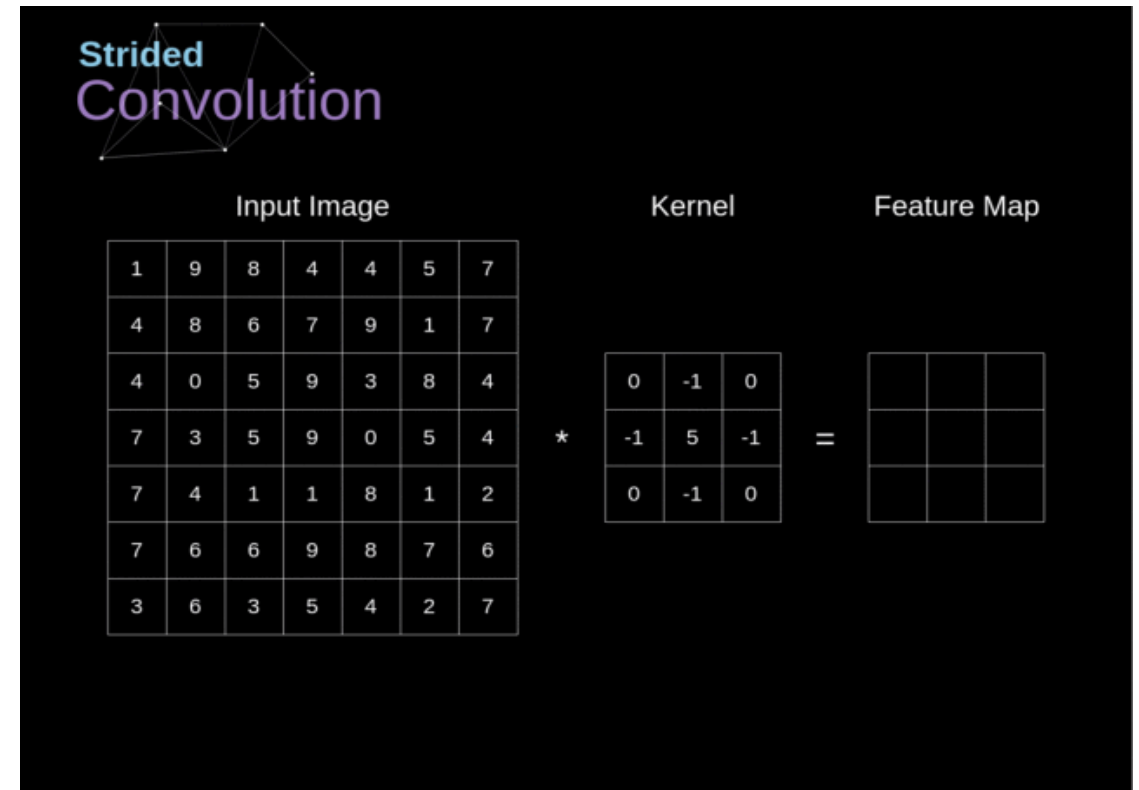 Strided
Convolution
Input Image Kernel Feature Map
1 9 8 4 4 5 7
4 8 6 7 9 1 7
4 0 5 9 3 8 4 0 -1 0
7 3 5 9 0 5 4 * -1 5 -1 =
7 4 1 1 8 1 2 0 -1 0
7 6 6 9 8 7 6
3 6 3 5 4 2 7